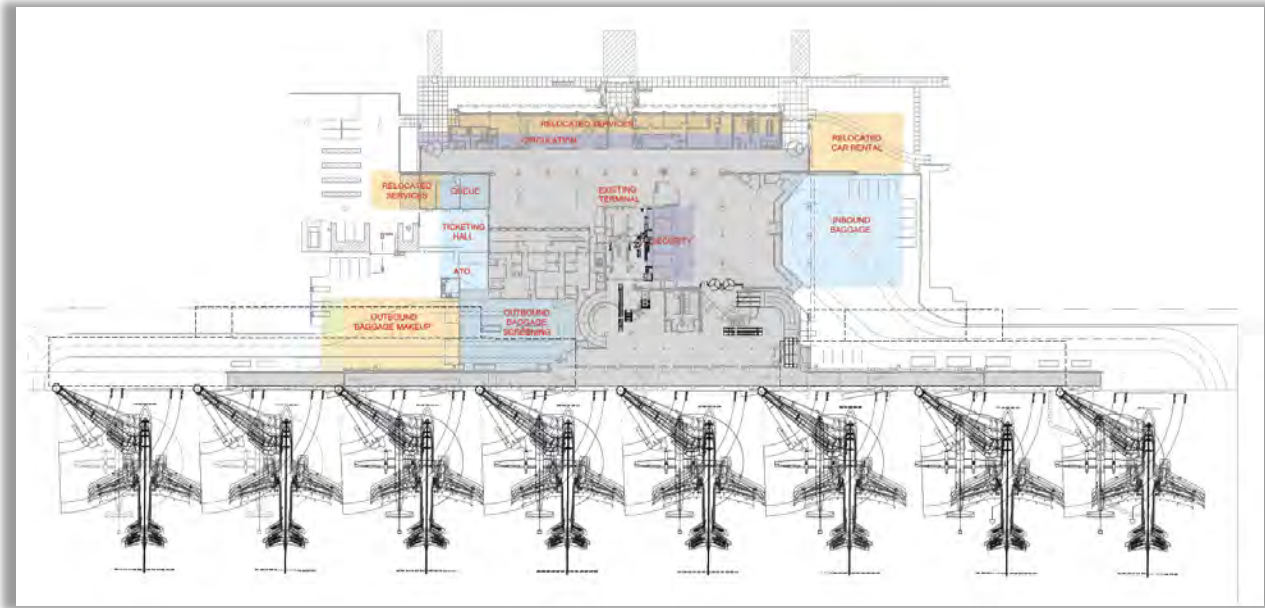 RELOCATED SERVICES
CIRCULATION
RELOCATED
CAR RENTAL
RELOCATED
SERVICES
QUEUE
EXISTING
TERMINAL
TICKETING
HALL
SECURITY
INBOUND
BAGGAGE
ATO
OUTBOUND
BAGGAGE MAKEUP
OUTBOUND
BAGGAGE
SCREENING